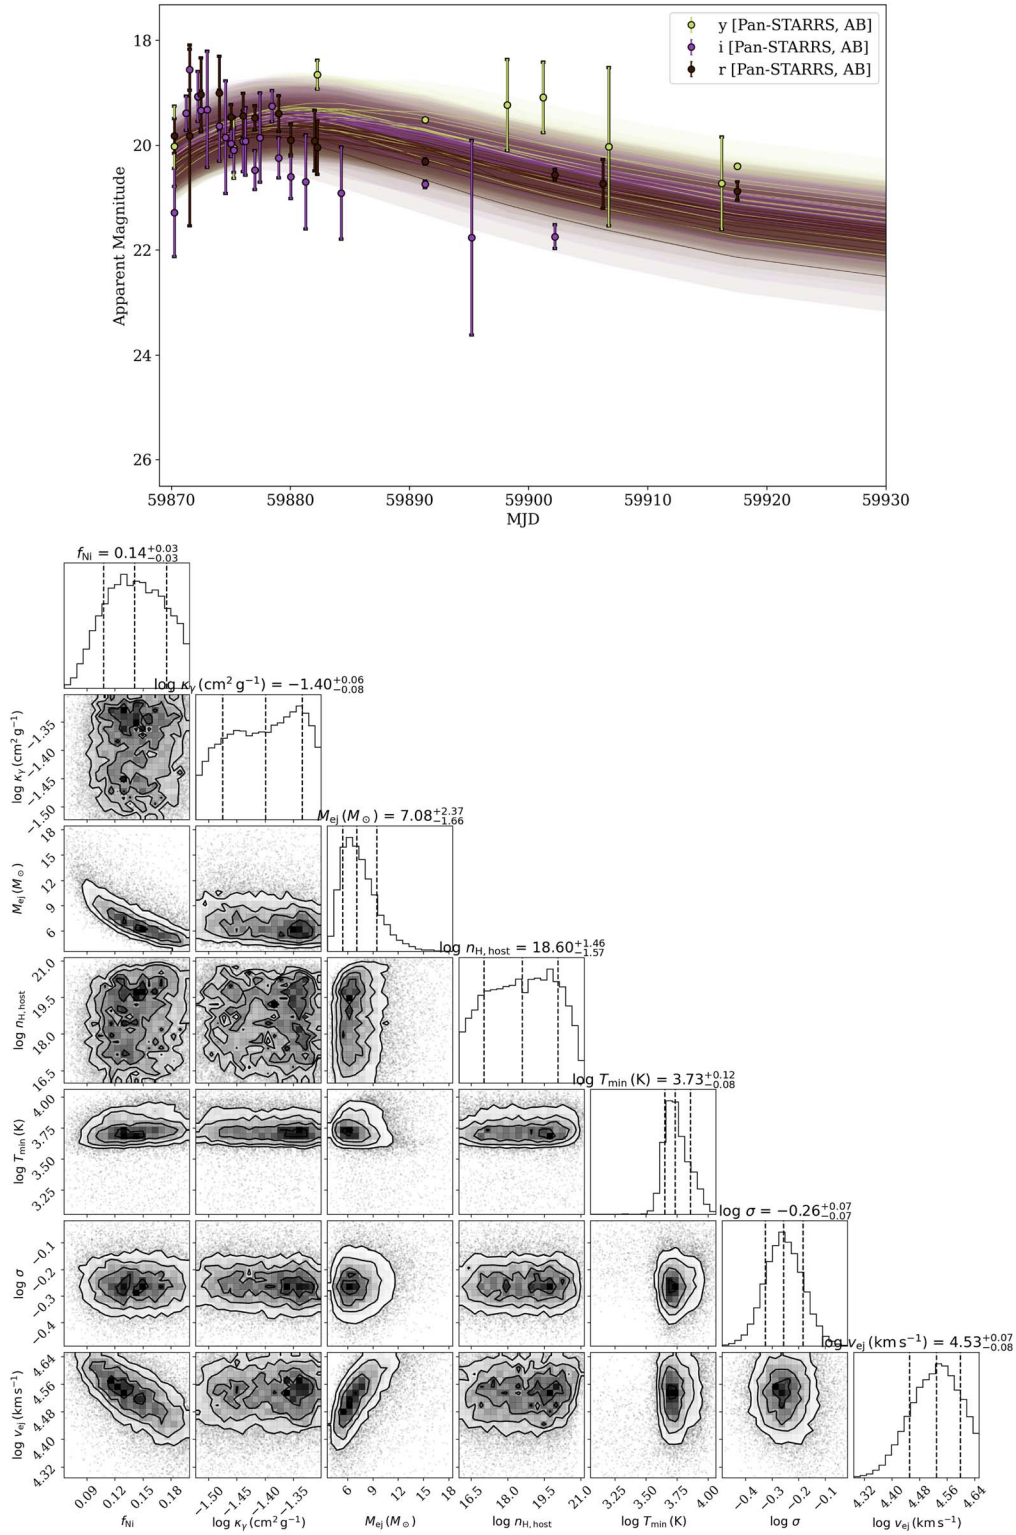 y [Pan-STARRS, AB]
i [Pan-STARRS, AB]
r [Pan-STARRS, AB]
Apparent Magnitude
18
20
22
24
26
59870 59880 59890 59900 59910 59920 59930
MJD
f_Ni = 0.14^{+0.03}_{−0.03}
log κ_γ (cm² g⁻¹) = −1.40^{+0.06}_{−0.08}
log κ_γ (cm² g⁻¹)
−1.35
−1.40
−1.45
−1.50
M_ej (M_⊙) = 7.08^{+2.37}_{−1.66}
M_ej (M_⊙)
18
15
12
9
6
log n_H,host = 18.60^{+1.46}_{−1.57}
log n_H,host
21.0
19.5
18.0
16.5
log T_min (K) = 3.73^{+0.12}_{−0.08}
log T_min (K)
4.00
3.75
3.50
3.25
log σ = −0.26^{+0.07}_{−0.07}
log σ
−0.1
−0.2
−0.3
−0.4
log v_ej (km s⁻¹) = 4.53^{+0.07}_{−0.08}
log v_ej (km s⁻¹)
4.64
4.56
4.48
4.40
4.32
0.09 0.12 0.15 0.18 −1.50 −1.45 −1.40 −1.35 6 9 12 15 18 16.5 18.0 19.5 21.0 3.25 3.50 3.75 4.00 −0.4 −0.3 −0.2 −0.1 4.32 4.40 4.48 4.56 4.64
f_Ni log κ_γ (cm² g⁻¹) M_ej (M_⊙) log n_H,host log T_min (K) log σ log v_ej (km s⁻¹)